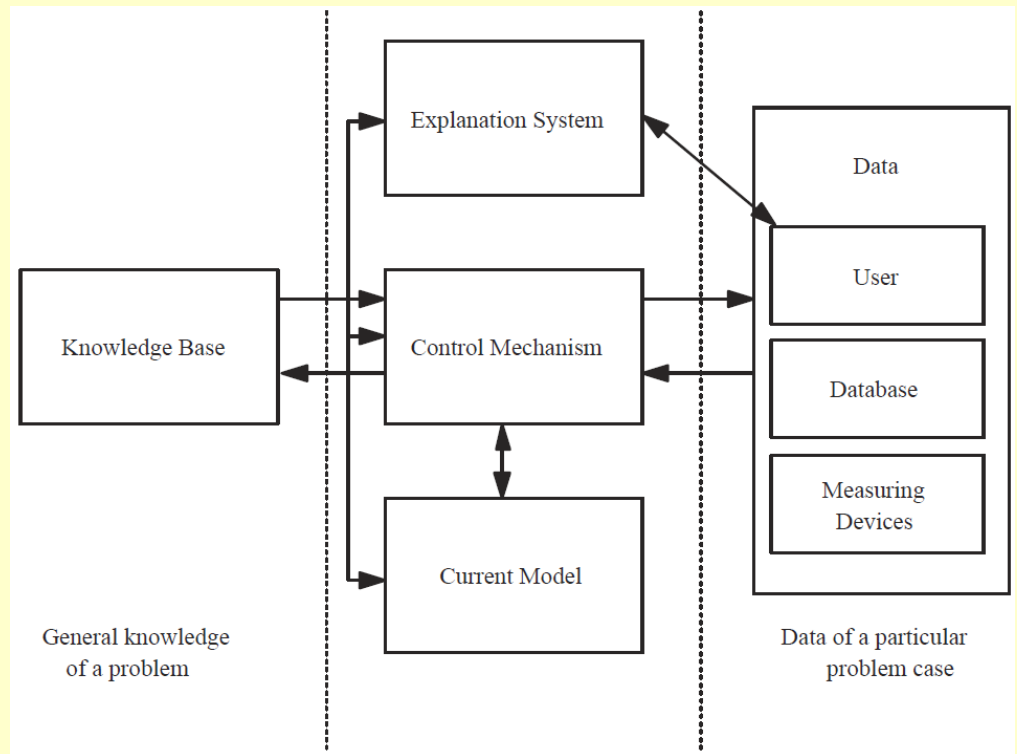 Explanation System
Data
User
Knowledge Base
Control Mechanism
Database
Measuring
Devices
Current Model
General knowledge
of a problem
Data of a particular
problem case